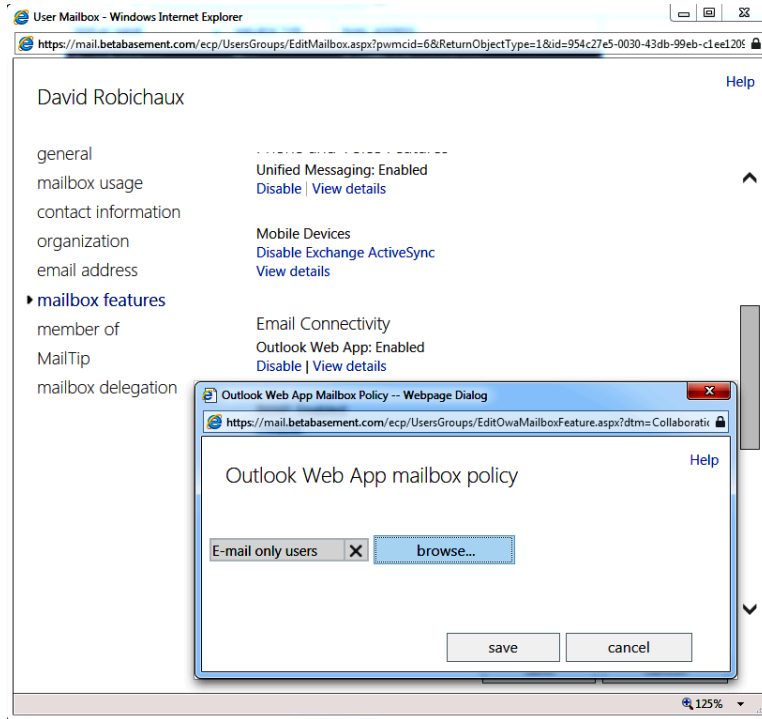 User Mailbox - Windows Internet Explorer
https://mail.betabasement.com/ecp/UsersGroups/EditMailbox.aspx?pwmcid=6&ReturnObjectType=1&id=954c27e5-0030-43db-99eb-c1ee1209
Help
David Robichaux
general
mailbox usage
contact information
organization
email address
mailbox features
member of
MailTip
mailbox delegation
Unified Messaging: Enabled
Disable | View details
Mobile Devices
Disable Exchange ActiveSync
View details
Email Connectivity
Outlook Web App: Enabled
Disable | View details
Outlook Web App Mailbox Policy -- Webpage Dialog
https://mail.betabasement.com/ecp/UsersGroups/EditOwaMailboxFeature.aspx?dtm=Collaboratic
Help
Outlook Web App mailbox policy
E-mail only users
browse...
save cancel
125%